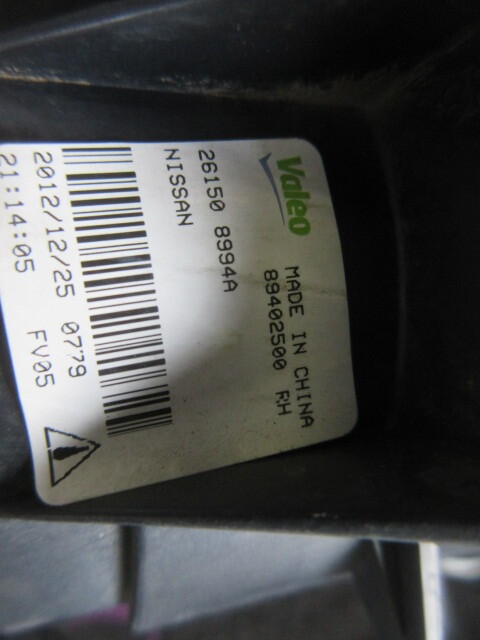 Valeo
MADE IN CHINA
89402500 RH
26150 8994A
NISSAN
2012/12/25 0779
21:14:05 FV05